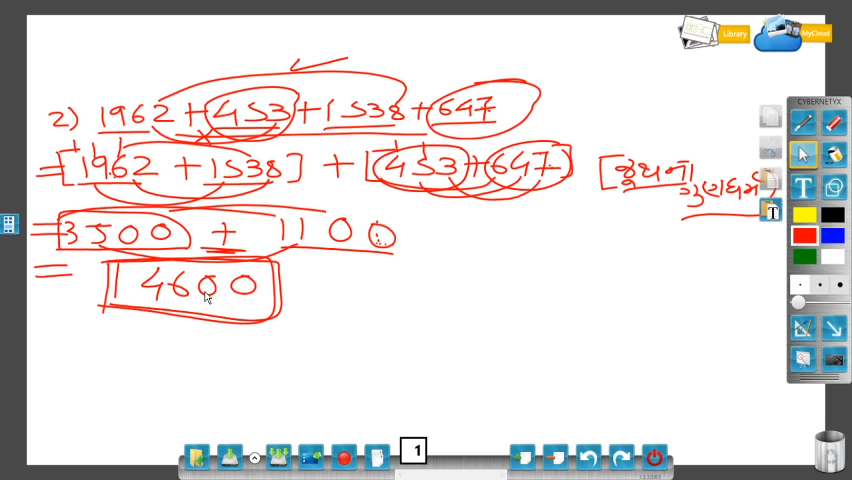 Library
MyCloud
2) 1962 + 453 + 1538 + 647
CYBERNETYX
= [1962 + 1538] + [453 + 647] [જૂથના ગુણધર્મ]
= 3500 + 1100
= 4600
1